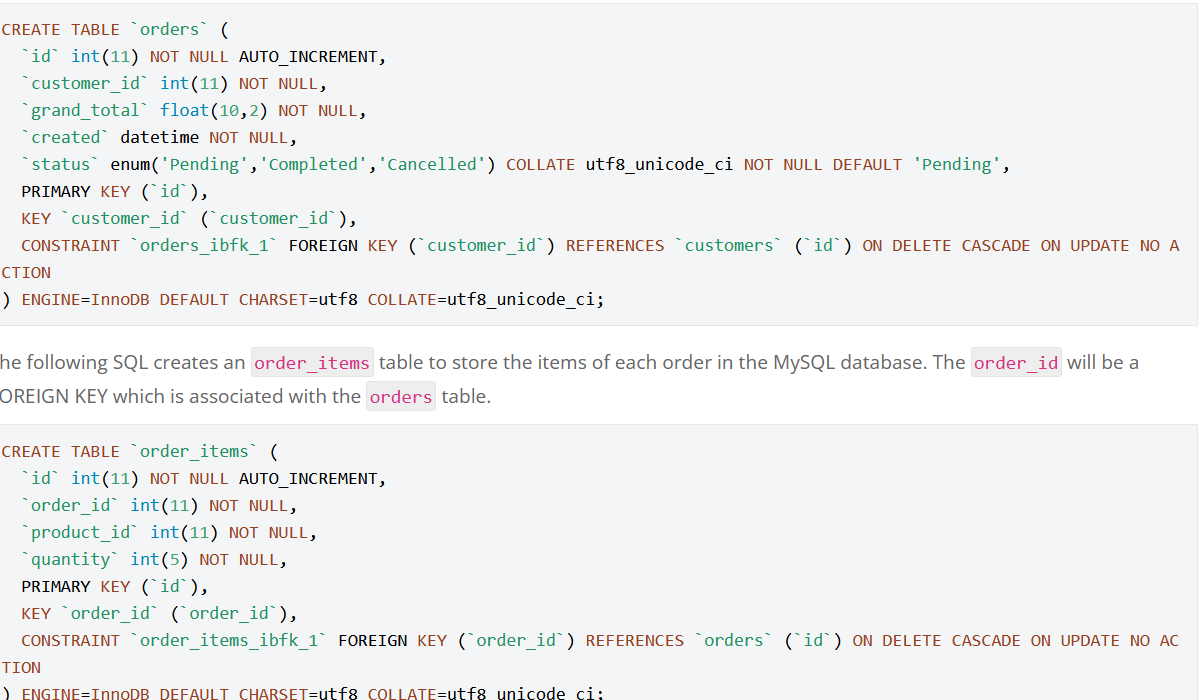 CREATE TABLE `orders` (
  `id` int(11) NOT NULL AUTO_INCREMENT,
  `customer_id` int(11) NOT NULL,
  `grand_total` float(10,2) NOT NULL,
  `created` datetime NOT NULL,
  `status` enum('Pending','Completed','Cancelled') COLLATE utf8_unicode_ci NOT NULL DEFAULT 'Pending',
  PRIMARY KEY (`id`),
  KEY `customer_id` (`customer_id`),
  CONSTRAINT `orders_ibfk_1` FOREIGN KEY (`customer_id`) REFERENCES `customers` (`id`) ON DELETE CASCADE ON UPDATE NO A
CTION
) ENGINE=InnoDB DEFAULT CHARSET=utf8 COLLATE=utf8_unicode_ci;
he following SQL creates an order_items table to store the items of each order in the MySQL database. The order_id will be a
OREIGN KEY which is associated with the orders table.
CREATE TABLE `order_items` (
  `id` int(11) NOT NULL AUTO_INCREMENT,
  `order_id` int(11) NOT NULL,
  `product_id` int(11) NOT NULL,
  `quantity` int(5) NOT NULL,
  PRIMARY KEY (`id`),
  KEY `order_id` (`order_id`),
  CONSTRAINT `order_items_ibfk_1` FOREIGN KEY (`order_id`) REFERENCES `orders` (`id`) ON DELETE CASCADE ON UPDATE NO AC
TION
) ENGINE=InnoDB DEFAULT CHARSET=utf8 COLLATE=utf8_unicode_ci;